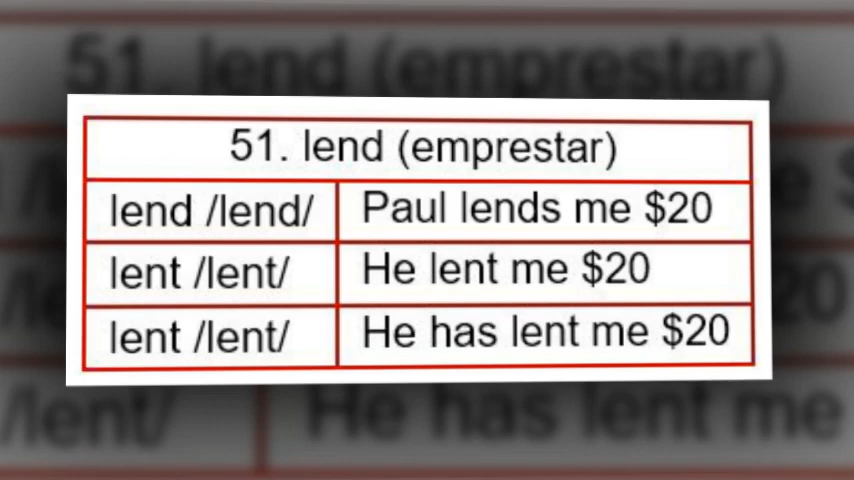 51. lend (emprestar)
lend /lend/ Paul lends me $20
lent /lent/ He lent me $20
lent /lent/ He has lent me $20